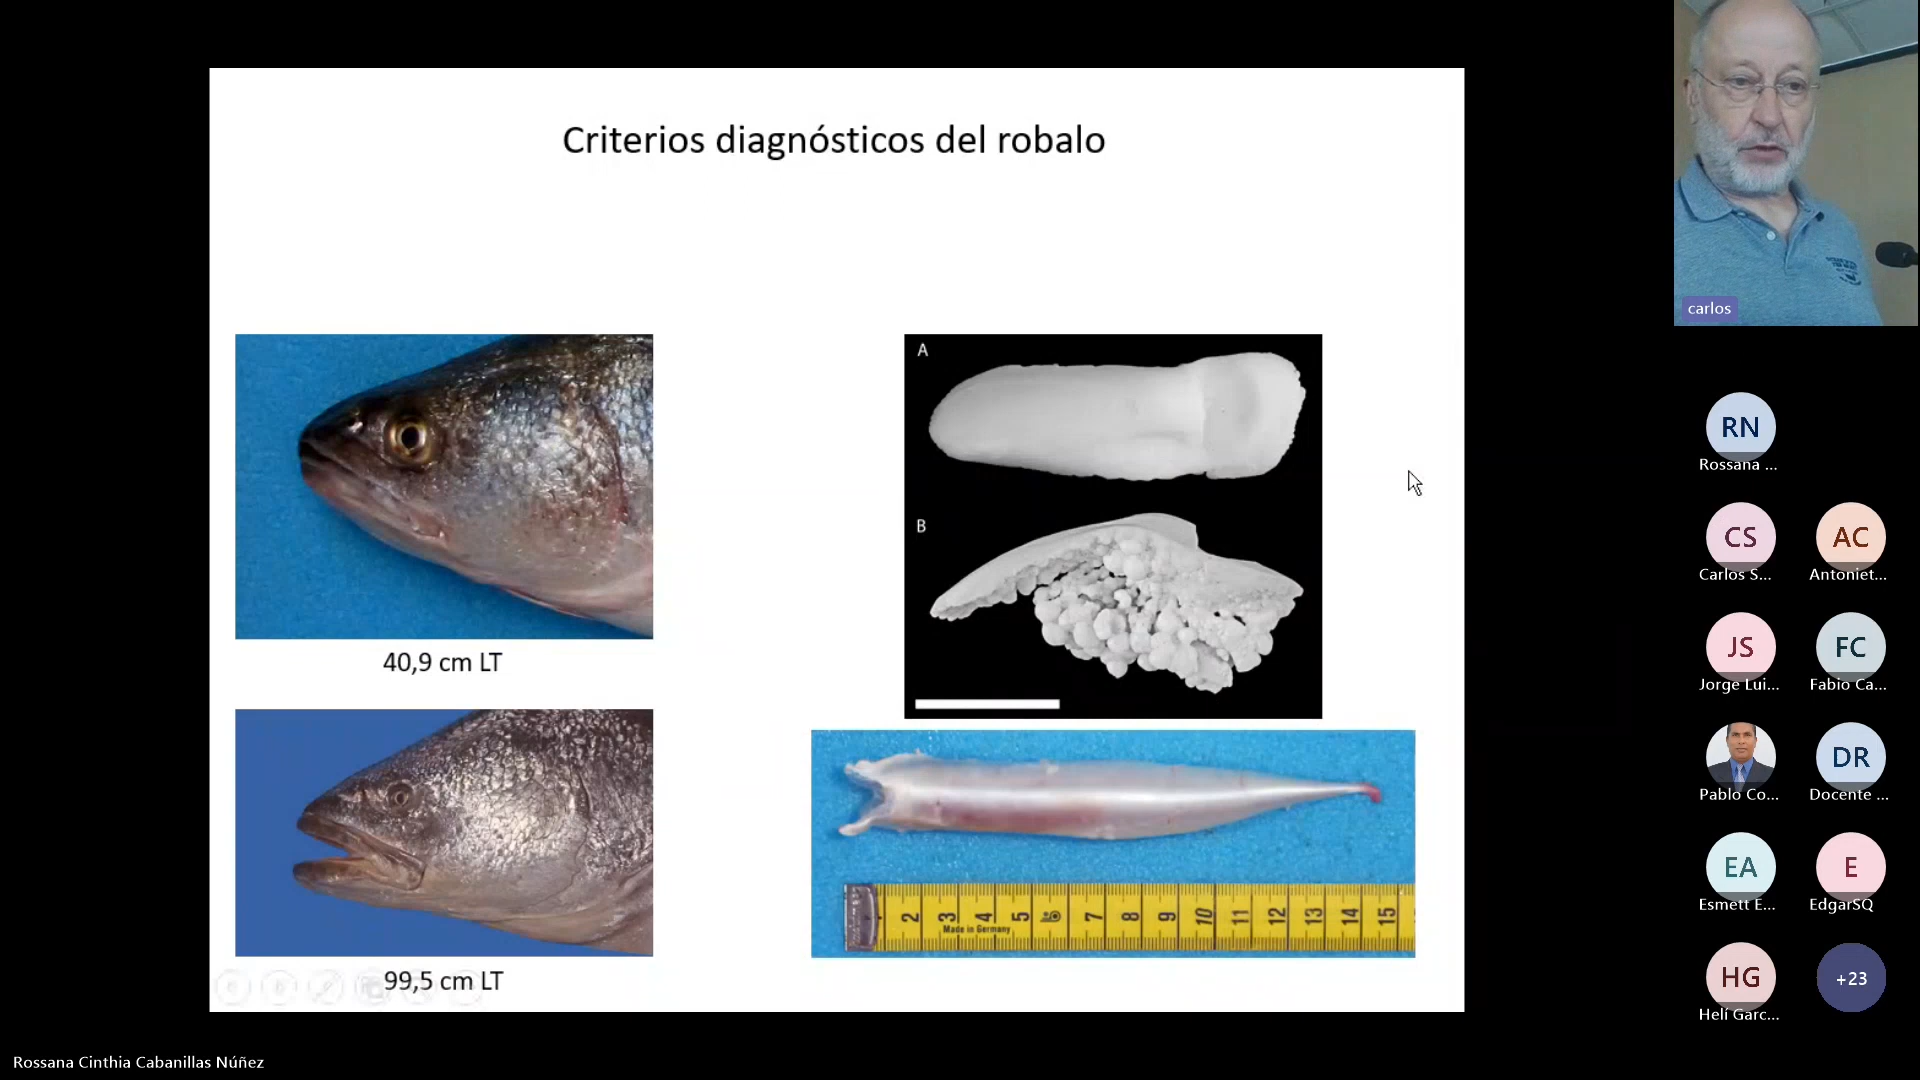 Criterios diagnósticos del robalo
A
B
40,9 cm LT
99,5 cm LT
2 3 4 5 7 8 9 10 11 12 13 14 15
Made in Germany
carlos
RN
Rossana ...
CS
Carlos S...
AC
Antoniet...
JS
Jorge Lui...
FC
Fabio Ca...
Pablo Co...
DR
Docente ...
EA
Esmett E...
E
EdgarSQ
HG
Helí Garc...
+23
Rossana Cinthia Cabanillas Núñez